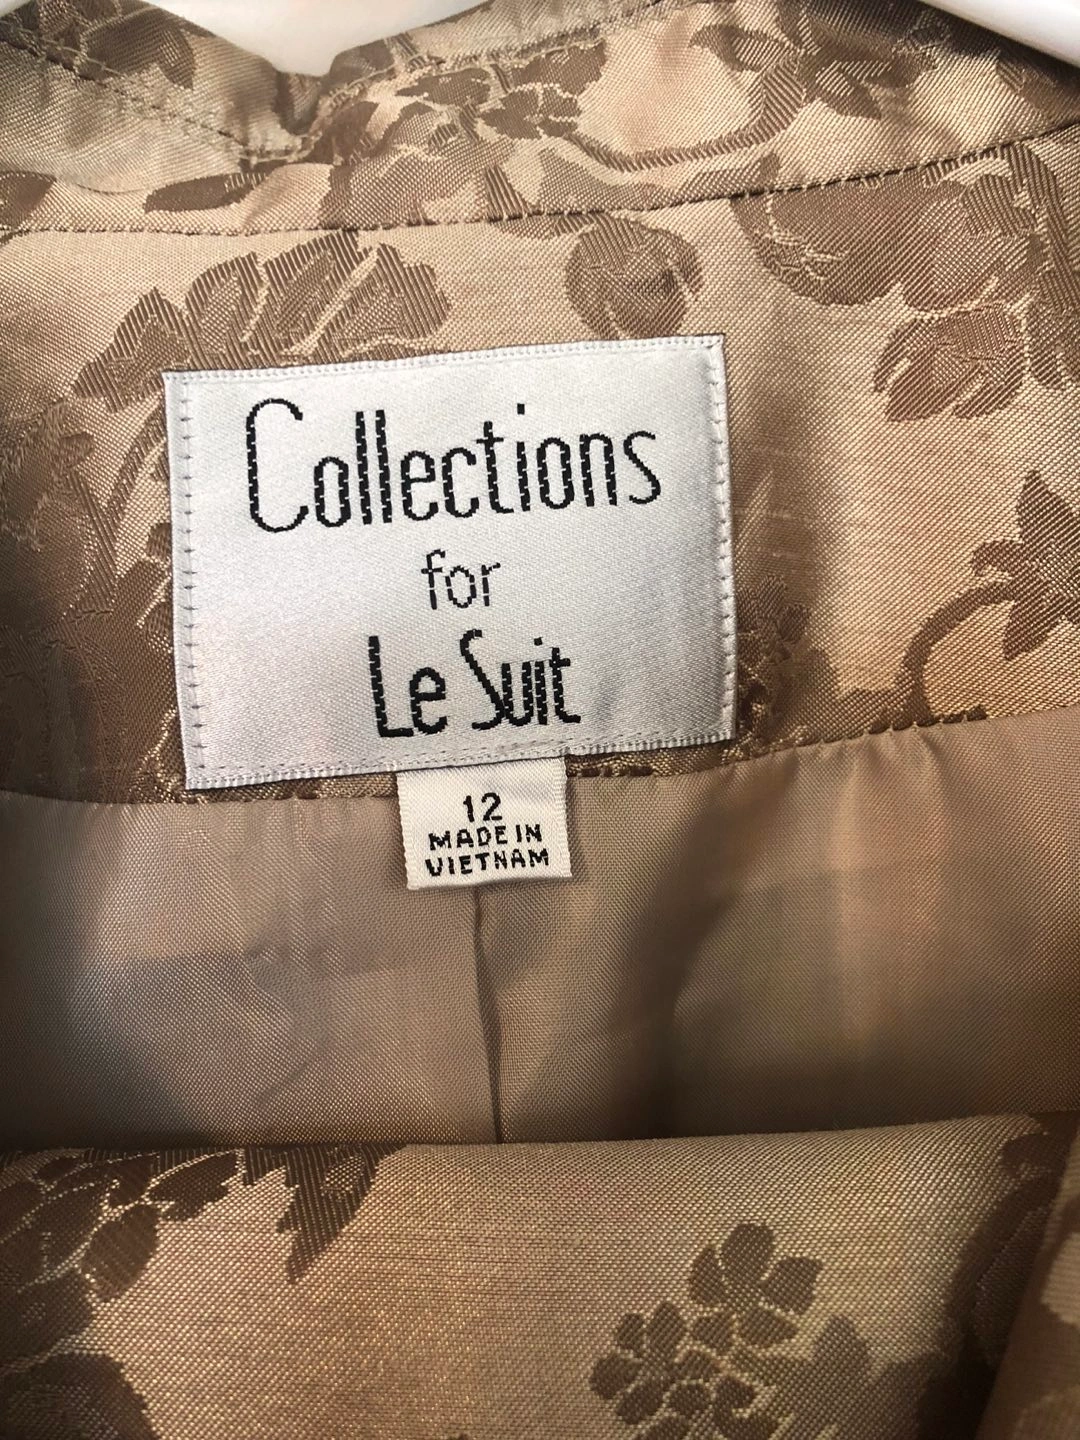 Collections
for
Le Suit
12
MADE IN
VIETNAM